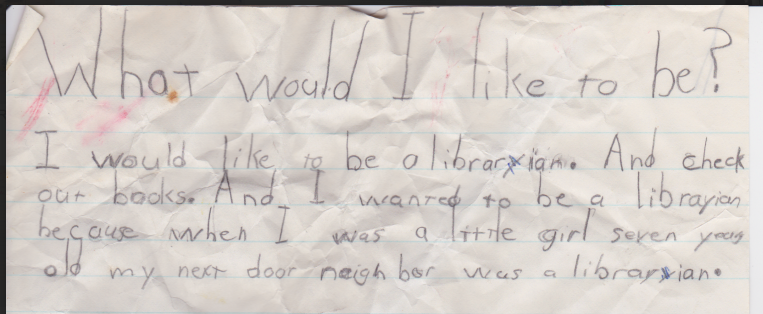 What would I like to be?
I would like to be a librarian. And check
out books. And I wanted to be a librayian
because when I was a little girl seven years
old my next door neighbor was a librarian.